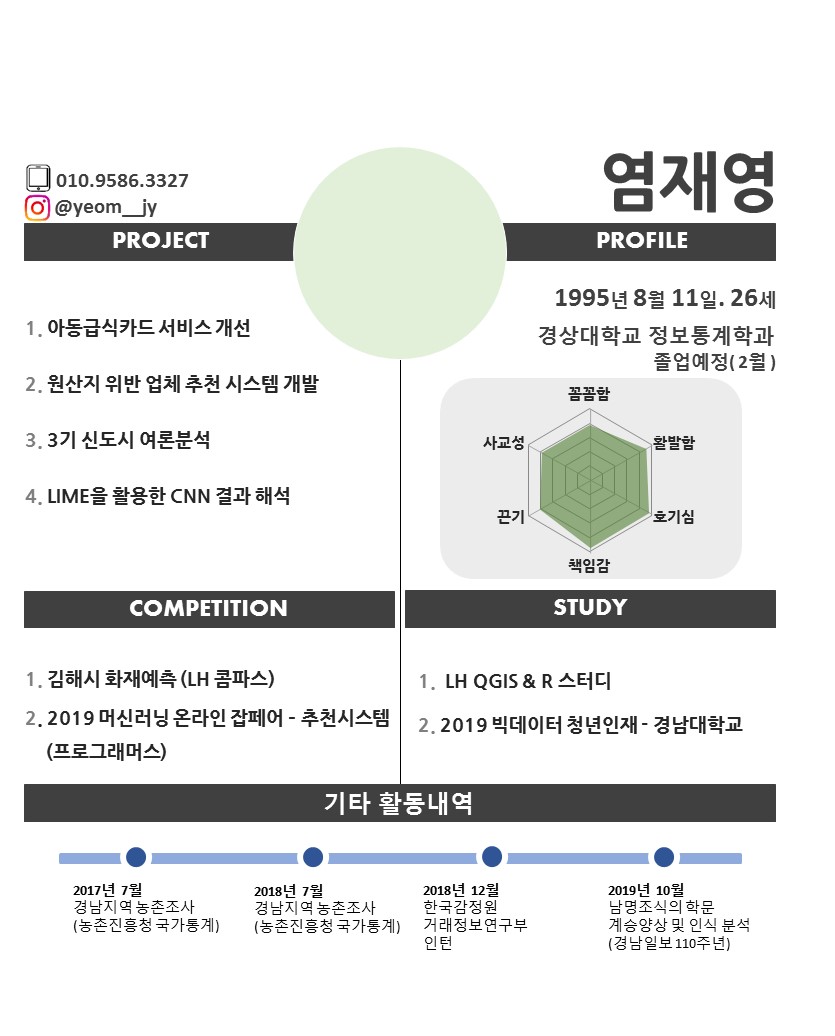 010.9586.3327
@yeom__jy
염재영
PROJECT
PROFILE
1. 아동급식카드 서비스 개선
2. 원산지 위반 업체 추천 시스템 개발
3. 3기 신도시 여론분석
4. LIME을 활용한 CNN 결과 해석
1995년 8월 11일. 26세
경상대학교 정보통계학과
졸업예정( 2월 )
꼼꼼함
사교성
활발함
끈기
호기심
책임감
COMPETITION
STUDY
1. 김해시 화재예측 (LH 콤파스)
2. 2019 머신러닝 온라인 잡페어 - 추천시스템
(프로그래머스)
1. LH QGIS & R 스터디
2. 2019 빅데이터 청년인재 - 경남대학교
기타 활동내역
2017년 7월
경남지역 농촌조사
(농촌진흥청 국가통계)
2018년 7월
경남지역 농촌조사
(농촌진흥청 국가통계)
2018년 12월
한국감정원
거래정보연구부
인턴
2019년 10월
남명조식의 학문
계승양상 및 인식 분석
(경남일보 110주년)